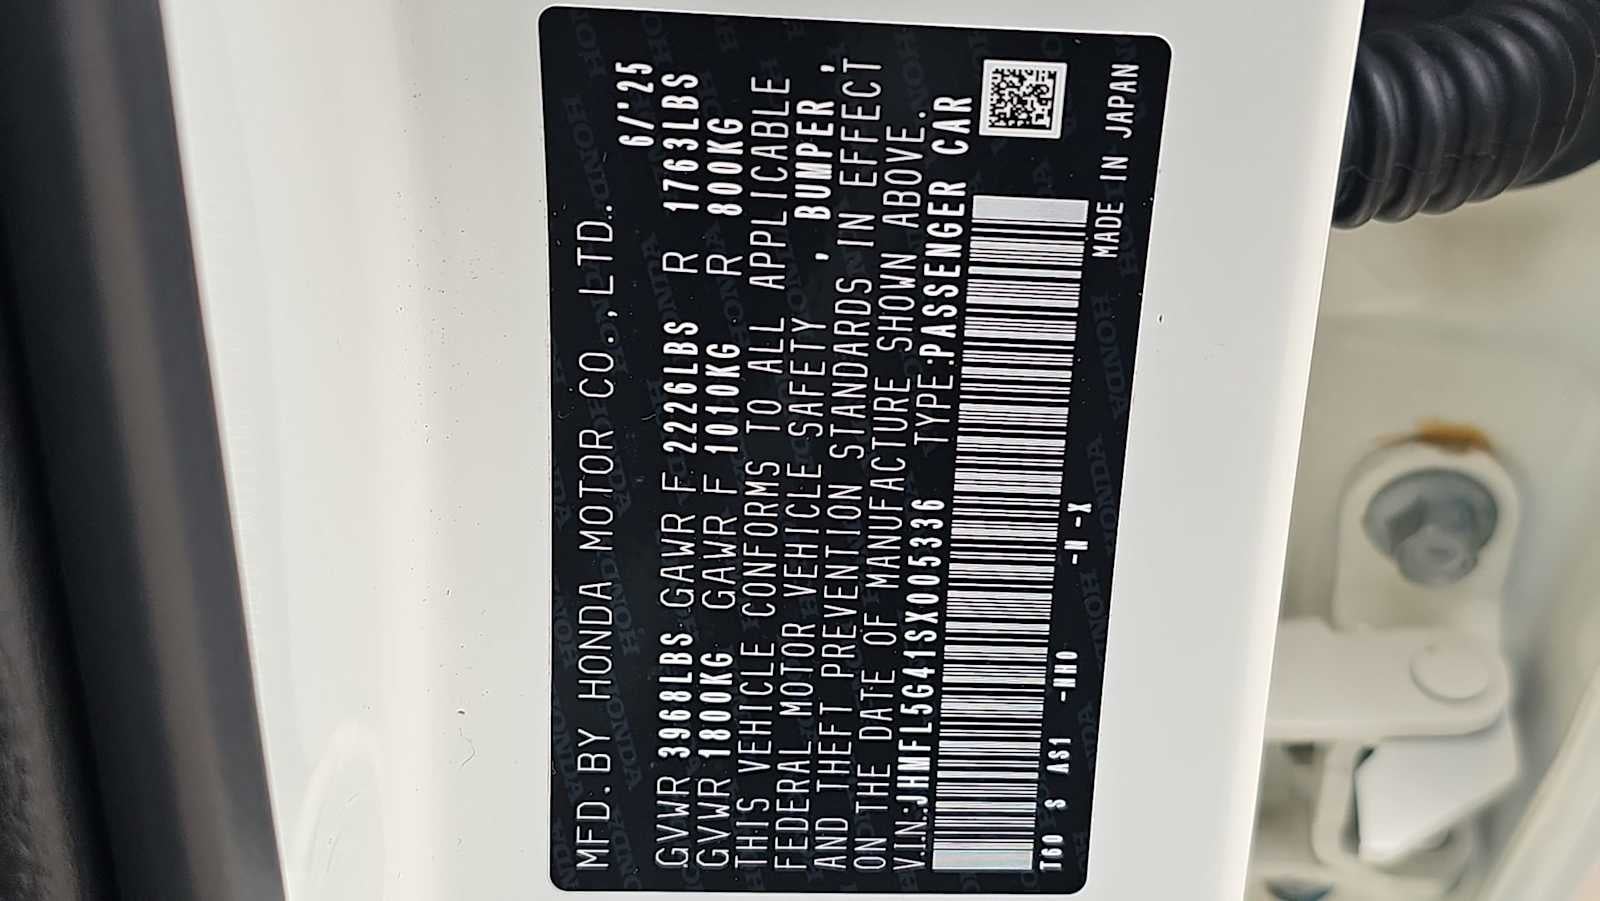 MFD.BY HONDA MOTOR CO.,LTD. 6/'25
GVWR 3968LBS GAWR F 2226LBS R 1763LBS
GVWR 1800KG GAWR F 1010KG R 800KG
THIS VEHICLE CONFORMS TO ALL APPLICABLE
FEDERAL MOTOR VEHICLE SAFETY , BUMPER ,
AND THEFT PREVENTION STANDARDS IN EFFECT
ON THE DATE OF MANUFACTURE SHOWN ABOVE.
V.I.N.:JHMFL5G41SX005336 TYPE:PASSENGER CAR
T60 S AS1 -NH0 -N -X MADE IN JAPAN